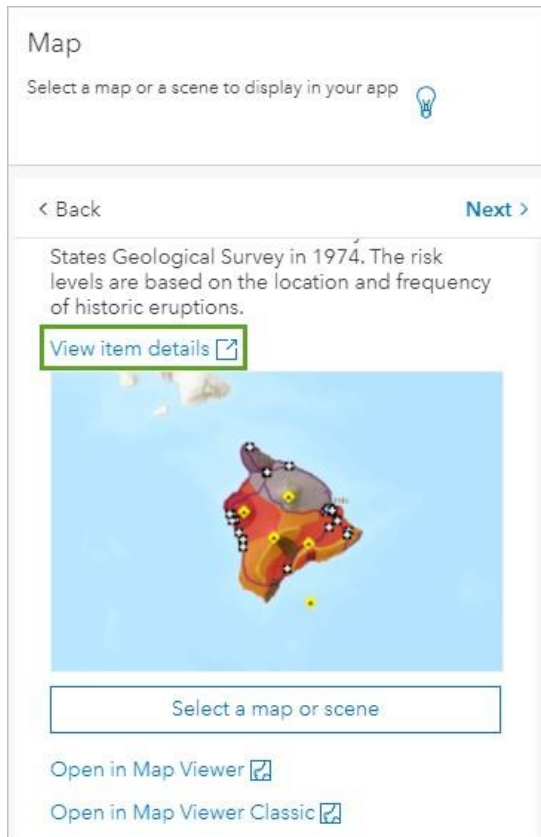 Map
Select a map or a scene to display in your app
< Back
Next >
States Geological Survey in 1974. The risk
levels are based on the location and frequency
of historic eruptions.
View item details
Select a map or scene
Open in Map Viewer
Open in Map Viewer Classic